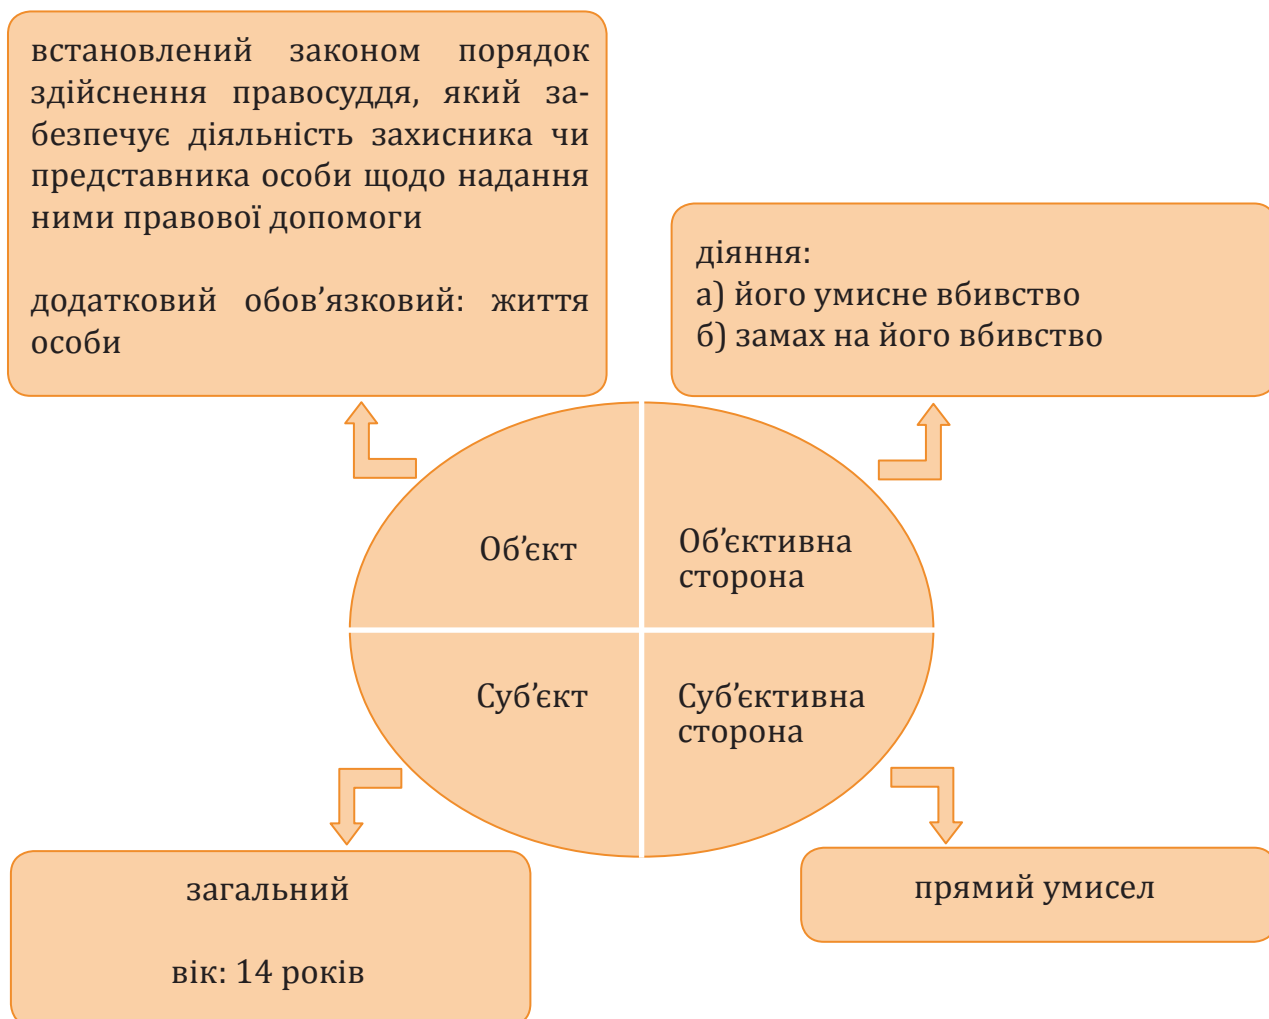 встановлений законом порядок
здійснення правосуддя, який за-
безпечує діяльність захисника чи
представника особи щодо надання
ними правової допомоги
додатковий обов’язковий: життя
особи
діяння:
а) його умисне вбивство
б) замах на його вбивство
Об’єкт
Об’єктивна
сторона
Суб’єкт
Суб’єктивна
сторона
загальний
вік: 14 років
прямий умисел